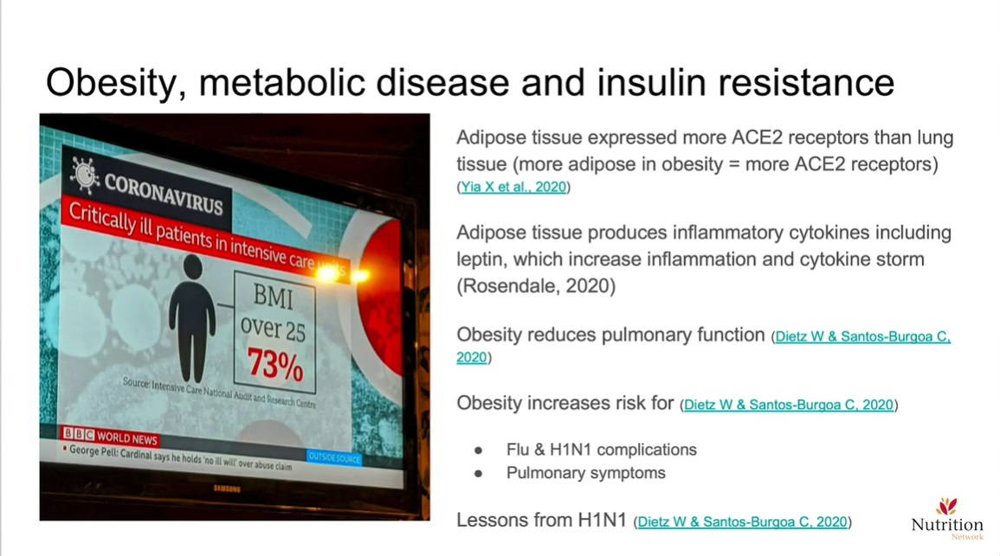 Obesity, metabolic disease and insulin resistance
CORONAVIRUS
Critically ill patients in intensive care units
BMI
over 25
73%
Source: Intensive Care National Audit and Research Centre
BBC WORLD NEWS
• George Pell: Cardinal says he holds 'no ill will' over abuse claim
OUTSIDE SOURCE
SAMSUNG
Adipose tissue expressed more ACE2 receptors than lung
tissue (more adipose in obesity = more ACE2 receptors)
(Yia X et al., 2020)
Adipose tissue produces inflammatory cytokines including
leptin, which increase inflammation and cytokine storm
(Rosendale, 2020)
Obesity reduces pulmonary function (Dietz W & Santos-Burgoa C,
2020)
Obesity increases risk for (Dietz W & Santos-Burgoa C, 2020)
● Flu & H1N1 complications
● Pulmonary symptoms
Lessons from H1N1 (Dietz W & Santos-Burgoa C, 2020)
Nutrition
Network